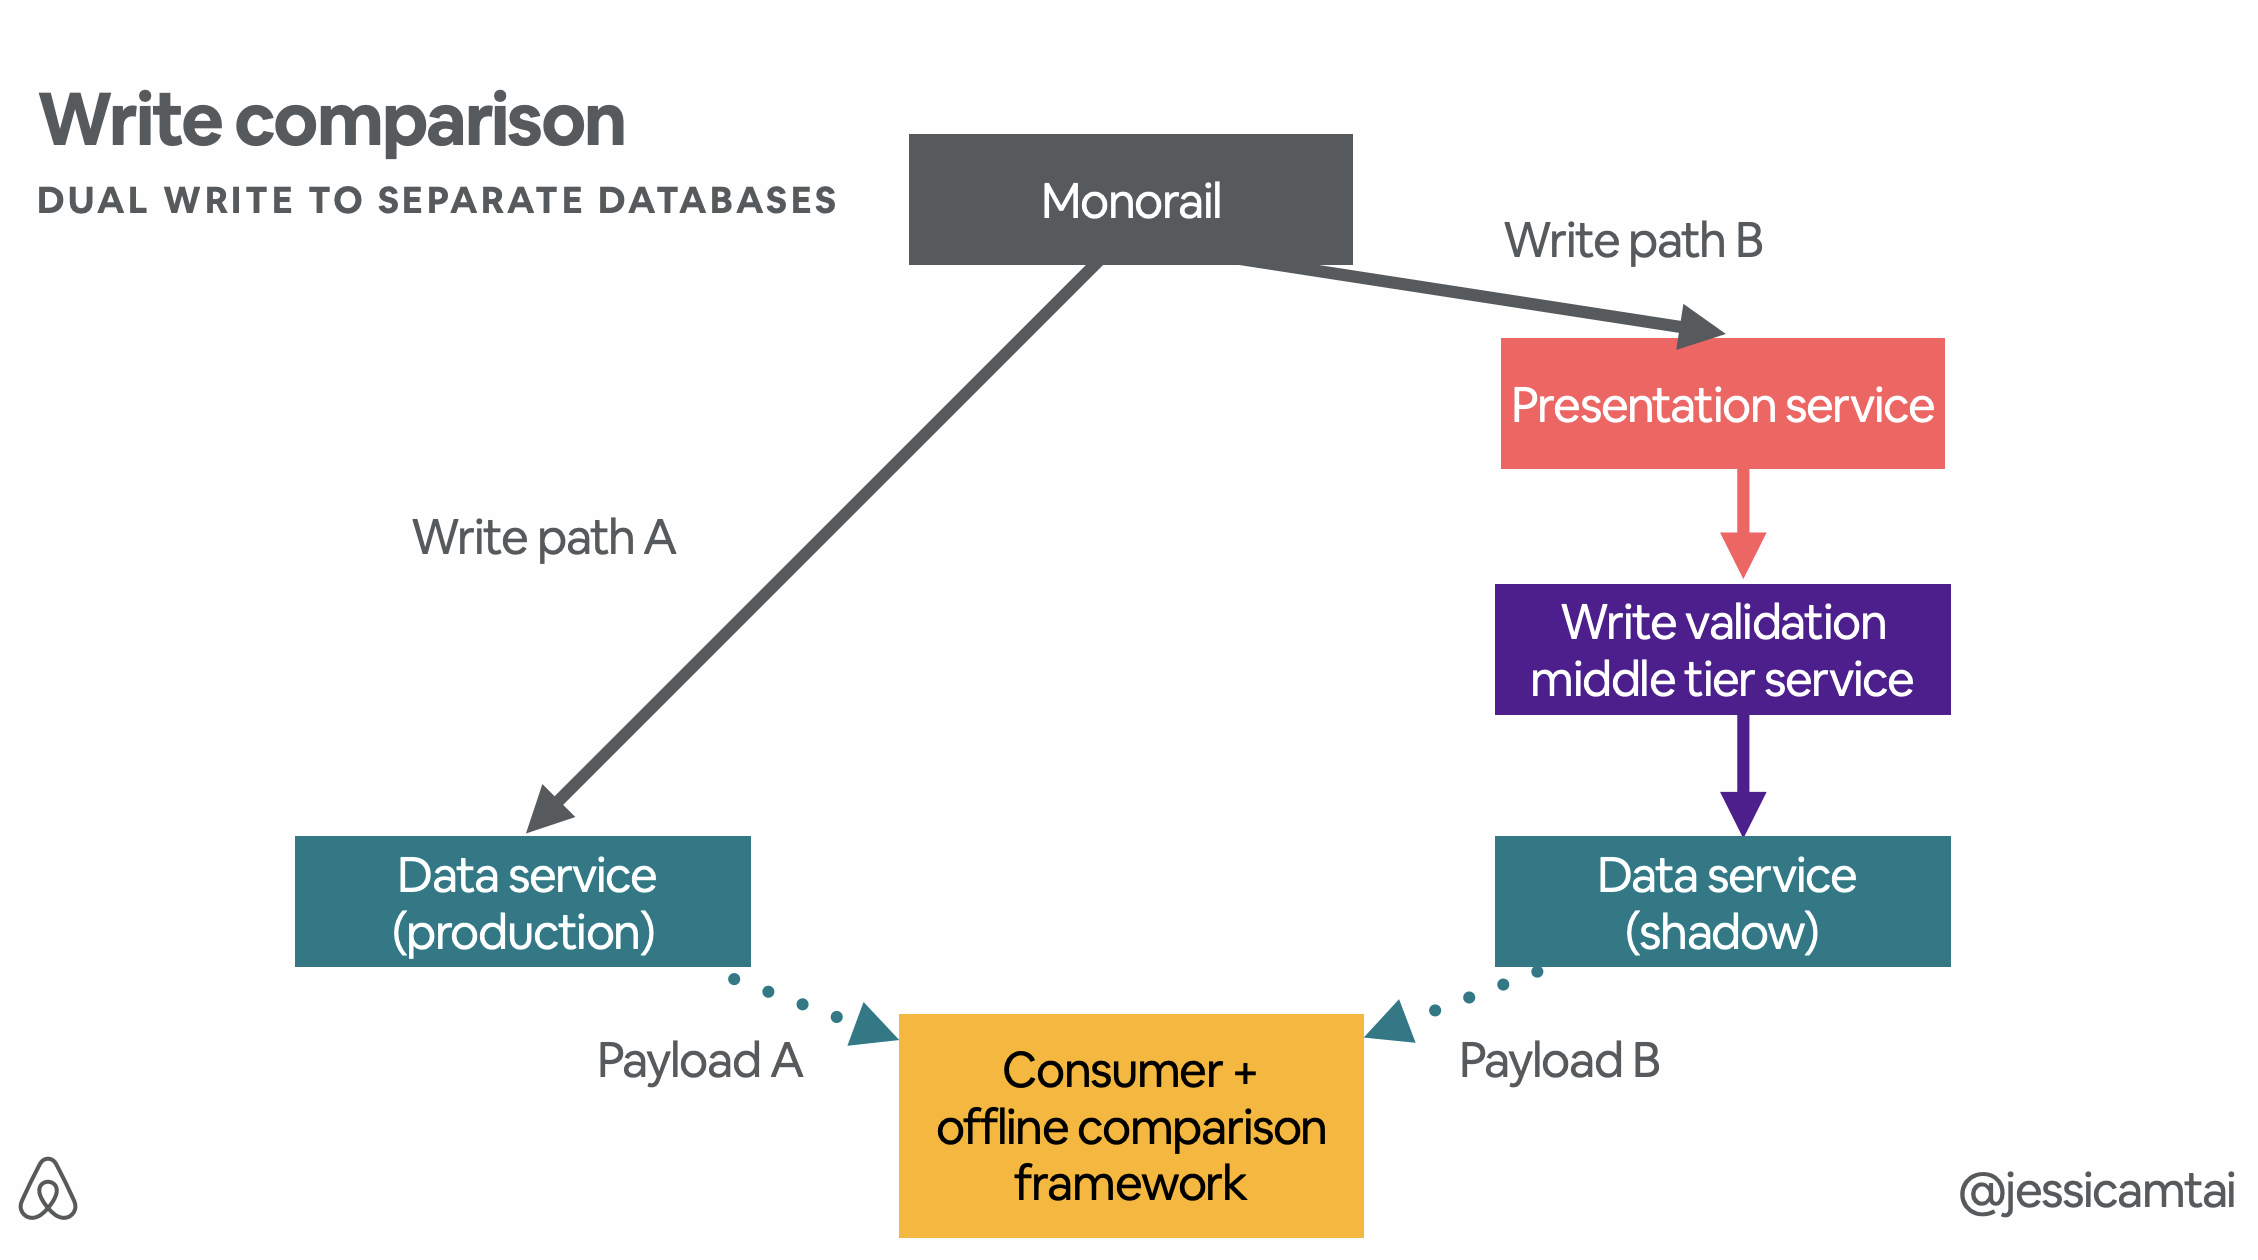 Write comparison
DUAL WRITE TO SEPARATE DATABASES
Monorail
Write path B
Presentation service
Write path A
Write validation
middle tier service
Data service
(production)
Data service
(shadow)
Payload A
Consumer +
offline comparison
framework
Payload B
@jessicamtai